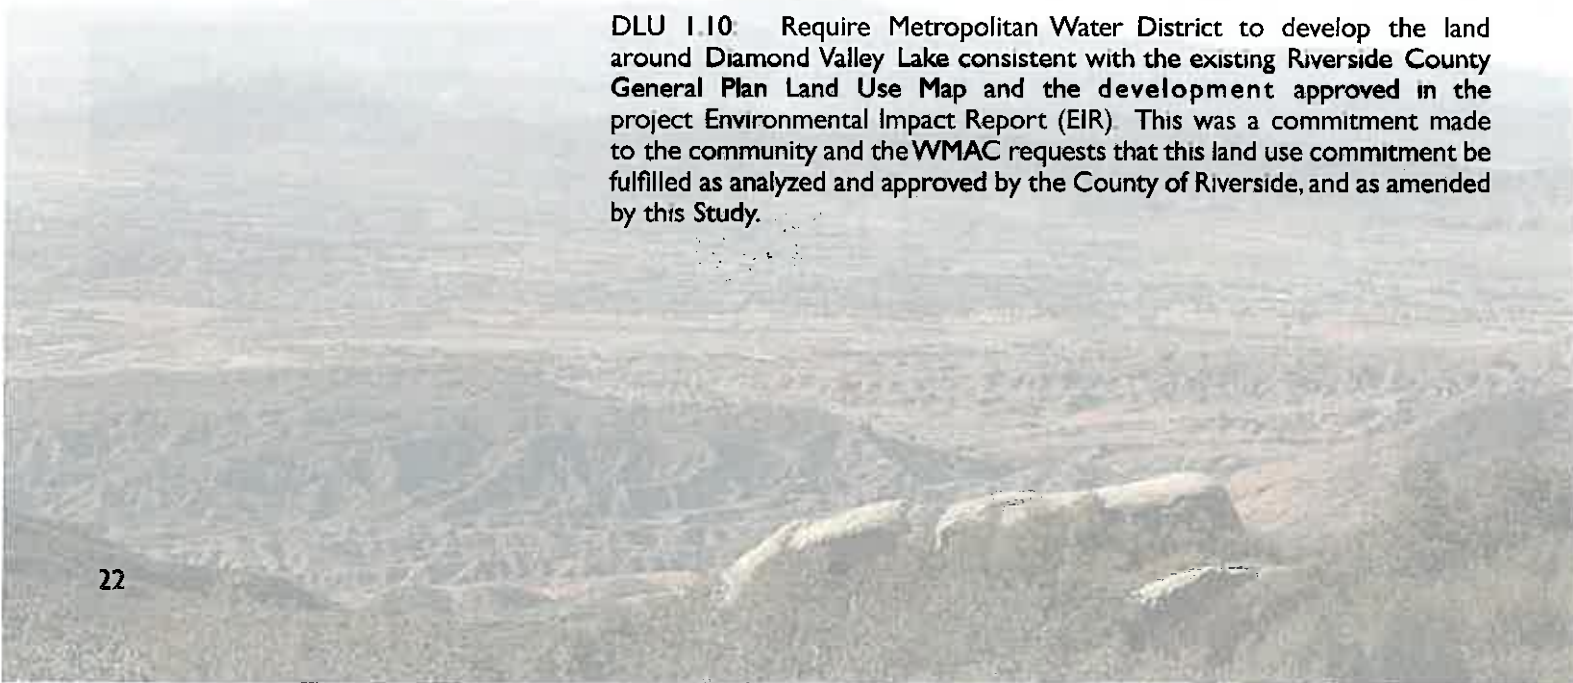 DLU 1.10: Require Metropolitan Water District to develop the land
around Diamond Valley Lake consistent with the existing Riverside County
General Plan Land Use Map and the development approved in the
project Environmental Impact Report (EIR). This was a commitment made
to the community and the WMAC requests that this land use commitment be
fulfilled as analyzed and approved by the County of Riverside, and as amended
by this Study.
22